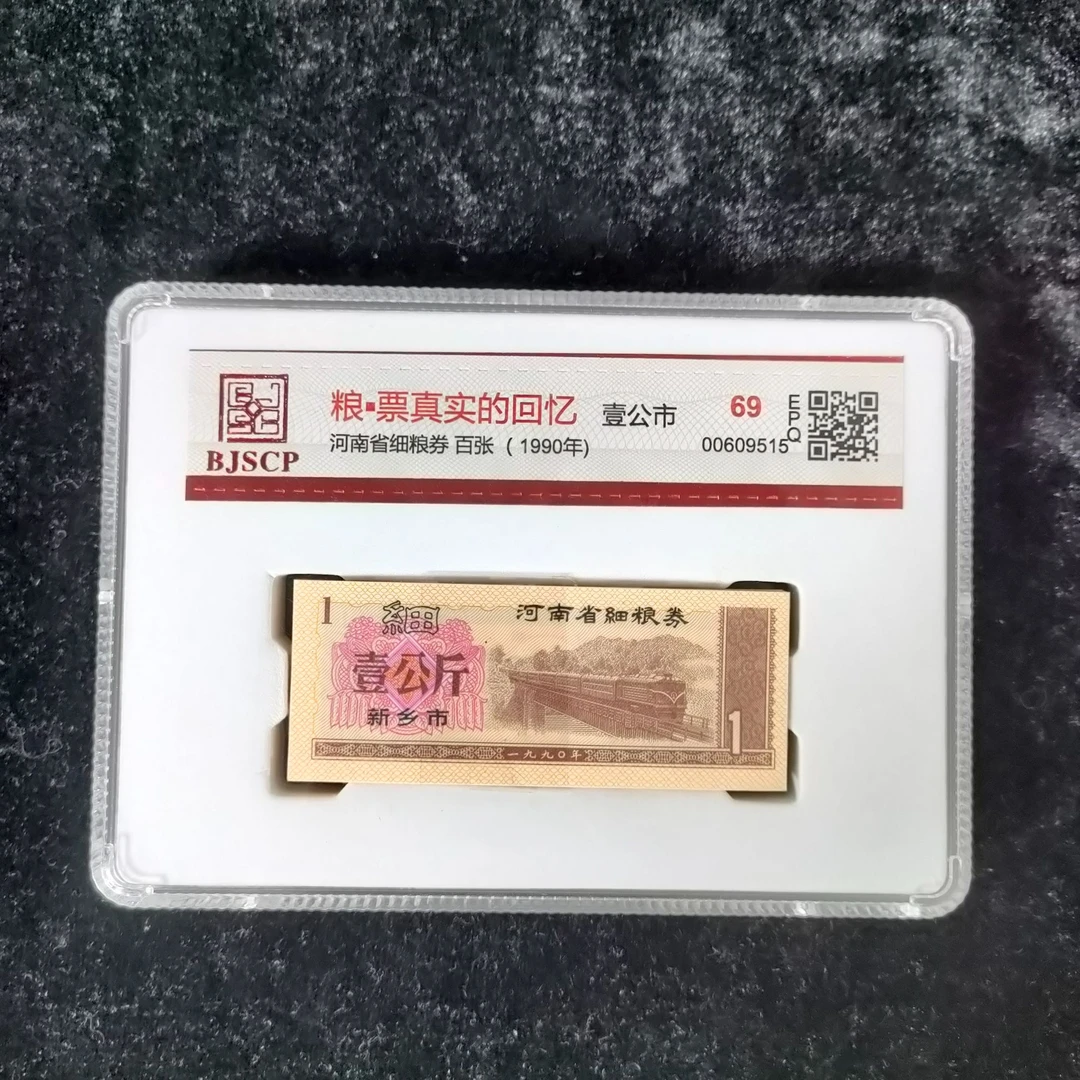 粮▪票真实的回忆 壹公市 69 EPQ
河南省细粮券 百张 (1990年) 00609515
BJSCP
1 細 河南省細粮券
壹公斤
新乡市
1
一九九〇年